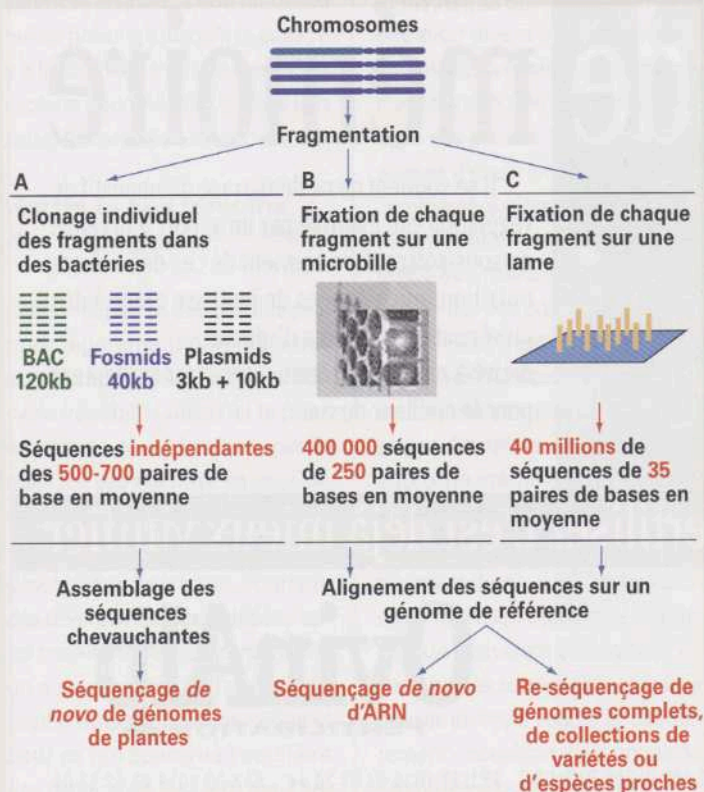 Chromosomes
Fragmentation
A
Clonage individuel
des fragments dans
des bactéries
BAC
120kb
Fosmids
40kb
Plasmids
3kb + 10kb
Séquences indépendantes
des 500-700 paires de
base en moyenne
B
Fixation de chaque
fragment sur une
microbille
400 000 séquences
de 250 paires de
bases en moyenne
C
Fixation de chaque
fragment sur une
lame
40 millions de
séquences de 35
paires de bases en
moyenne
Assemblage des
séquences
chevauchantes
Alignement des séquences sur un
génome de référence
Séquençage de
novo de génomes
de plantes
Séquençage de novo
d'ARN
Re-séquençage de
génomes complets,
de collections de
variétés ou
d'espèces proches